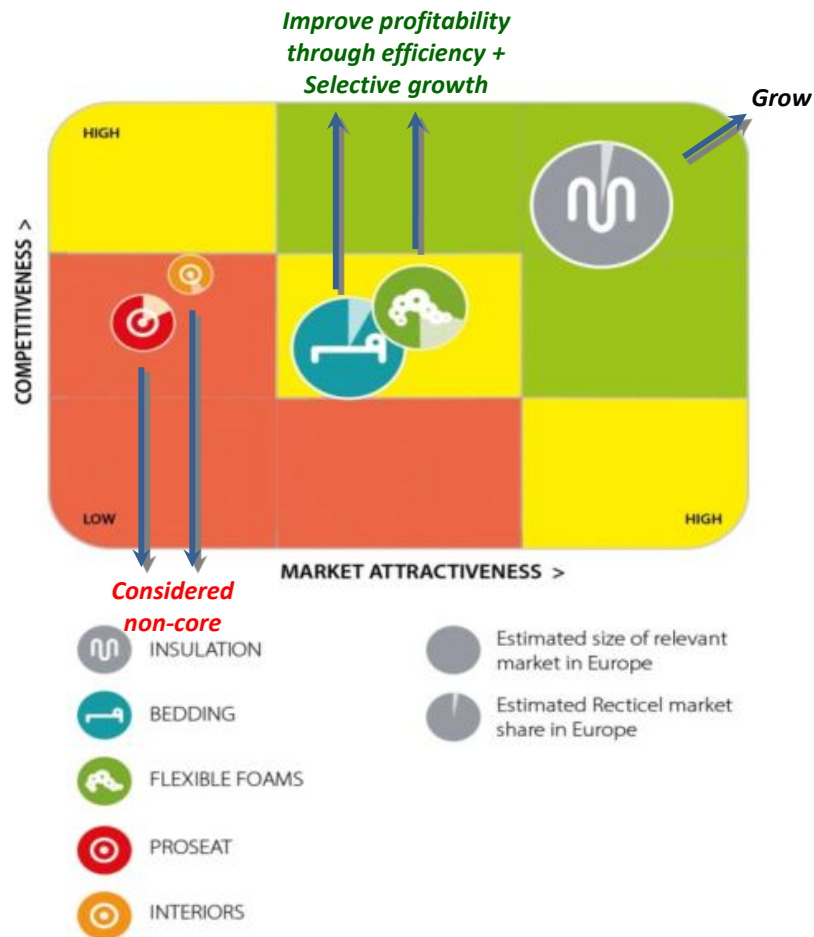 Improve profitability
through efficiency +
Selective growth
Grow
HIGH
COMPETITIVENESS >
LOW
HIGH
MARKET ATTRACTIVENESS >
Considered
non-core
INSULATION
BEDDING
FLEXIBLE FOAMS
PROSEAT
INTERIORS
Estimated size of relevant
market in Europe
Estimated Recticel market
share in Europe